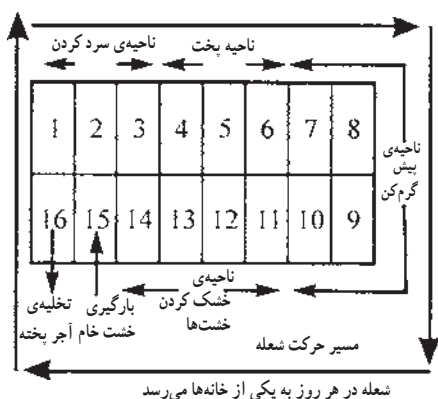 ناحیه‌ی سرد کردن
ناحیه پخت
1 2 3 4 5 6 7 8
ناحیه‌ی
پیش
گرم‌کن
16 15 14 13 12 11 10 9
تخلیه‌ی
آجر پخته
بارگیری
خشت خام
ناحیه‌ی
خشک کردن
خشت‌ها
مسیر حرکت شعله
شعله در هر روز به یکی از خانه‌ها می‌رسد